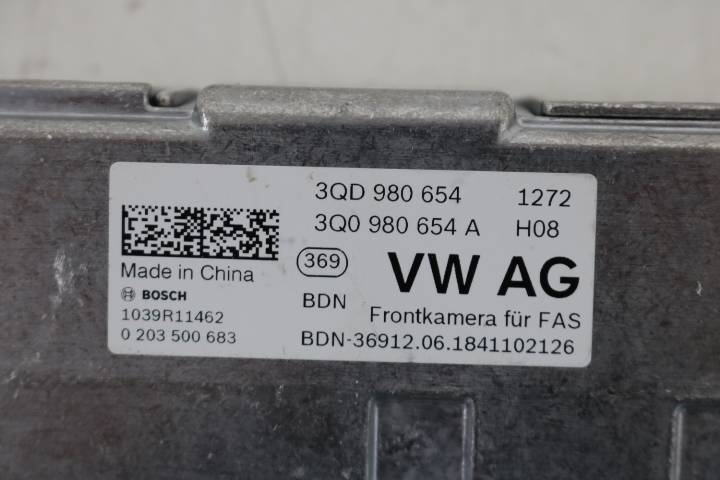 3QD 980 654 1272
3Q0 980 654 A H08
369 VW AG
Made in China
BOSCH
BDN Frontkamera für FAS
1039R11462
0 203 500 683
BDN-36912.06.1841102126